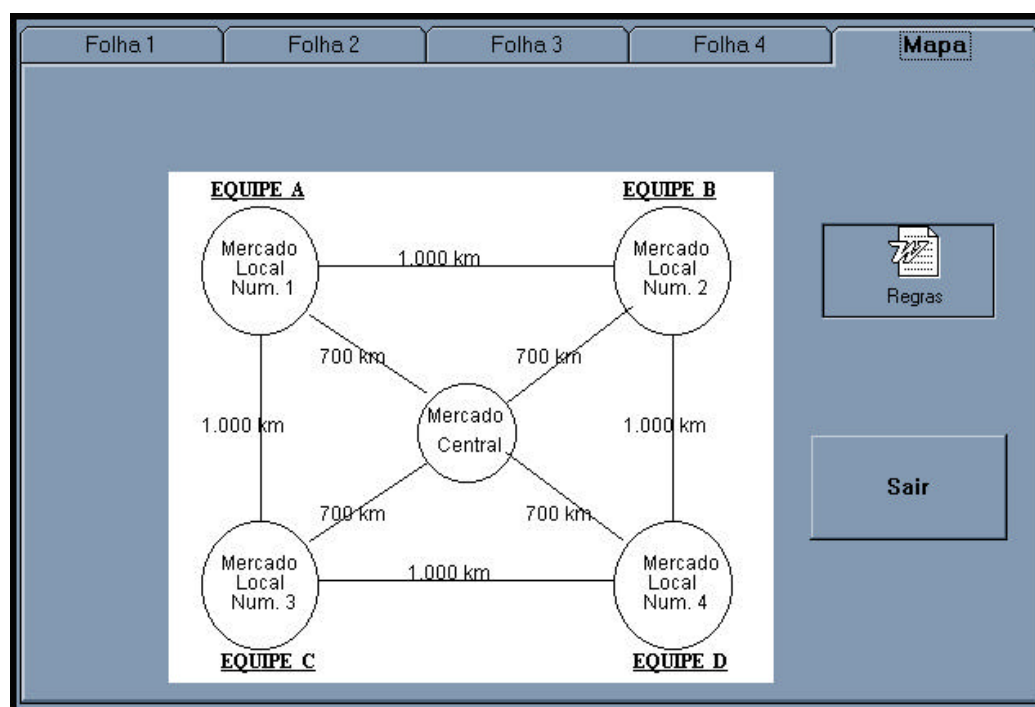 Folha 1
Folha 2
Folha 3
Folha 4
Mapa
EQUIPE A
EQUIPE B
Mercado
Local
Num. 1
1.000 km
Mercado
Local
Num. 2
Regras
700 km
700 km
1.000 km
Mercado
Central
1.000 km
Sair
700 km
700 km
Mercado
Local
Num. 3
1.000 km
Mercado
Local
Num. 4
EQUIPE C
EQUIPE D